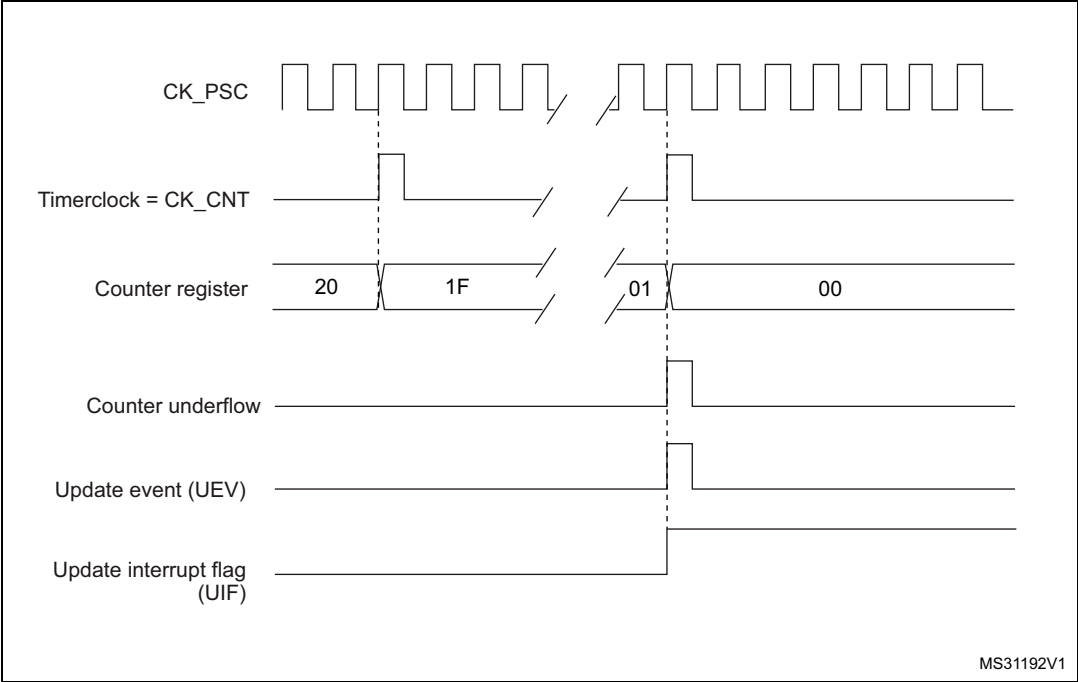 CK_PSC
Timerclock = CK_CNT
Counter register
20
1F
01
00
Counter underflow
Update event (UEV)
Update interrupt flag
(UIF)
MS31192V1